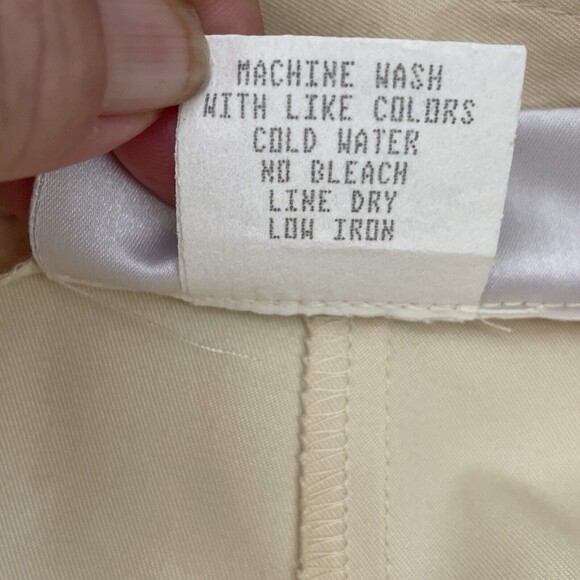 MACHINE WASH
WITH LIKE COLORS
COLD WATER
NO BLEACH
LINE DRY
LOW IRON